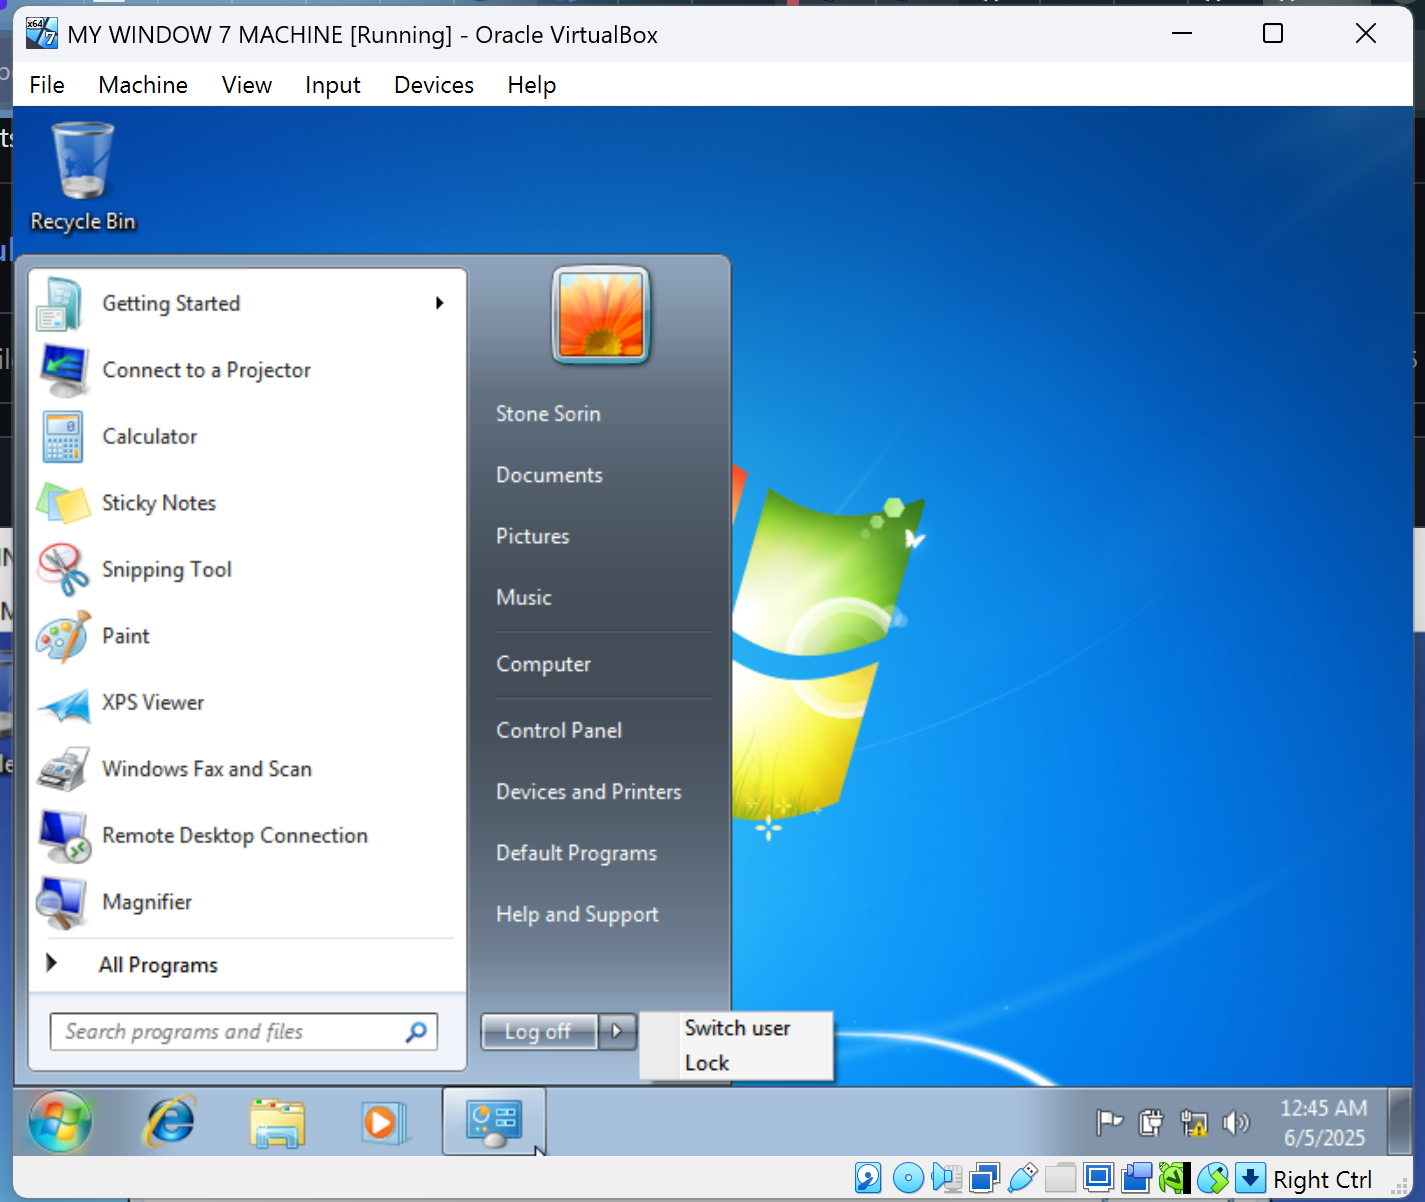 MY WINDOW 7 MACHINE [Running] - Oracle VirtualBox
File Machine View Input Devices Help
Recycle Bin
Getting Started
Connect to a Projector
Calculator
Sticky Notes
Snipping Tool
Paint
XPS Viewer
Windows Fax and Scan
Remote Desktop Connection
Magnifier
All Programs
Search programs and files
Stone Sorin
Documents
Pictures
Music
Computer
Control Panel
Devices and Printers
Default Programs
Help and Support
Log off
Switch user
Lock
12:45 AM
6/5/2025
Right Ctrl